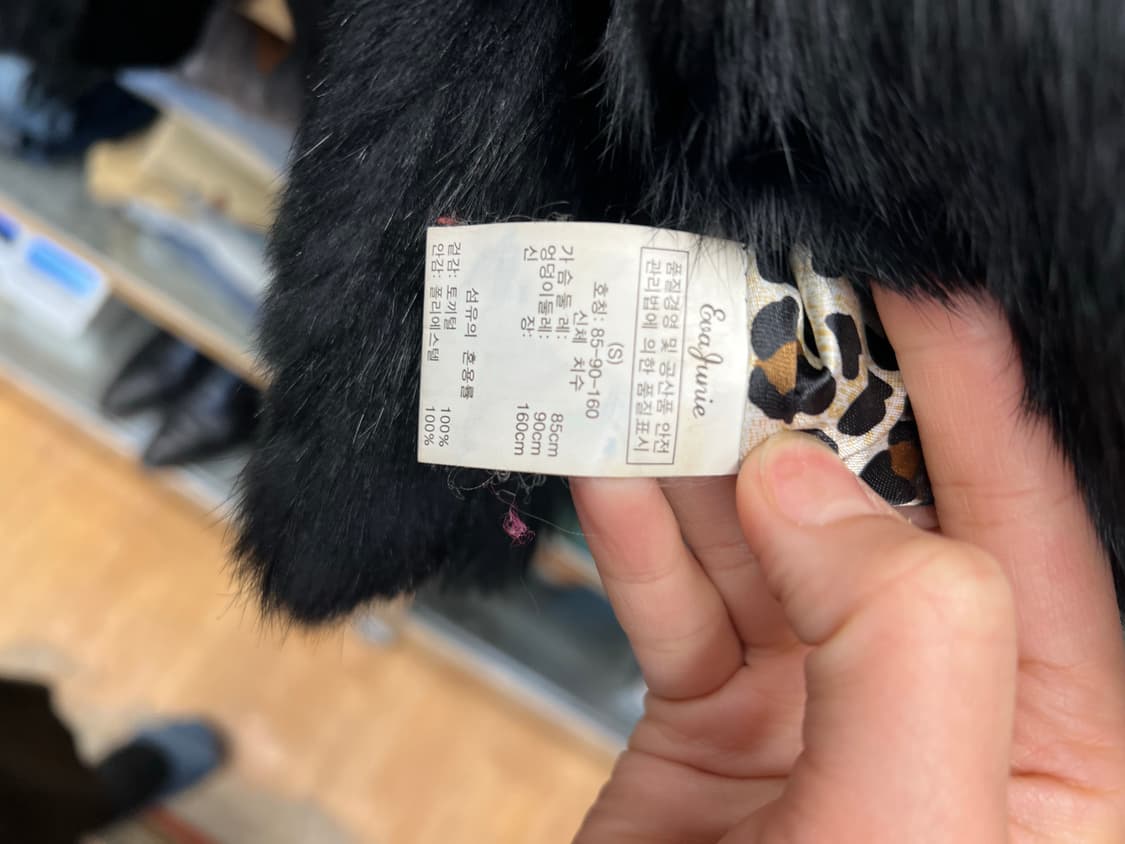 EvaJunie
품질경영 및 공산품 안전
관리법에 의한 품질표시
(S)
호칭: 85-90-160
신체 치수
가슴 둘레: 85cm
엉덩이둘레: 90cm
신 장: 160cm
섬유의 혼용률
겉감: 토끼털 100%
안감: 폴리에스텔 100%